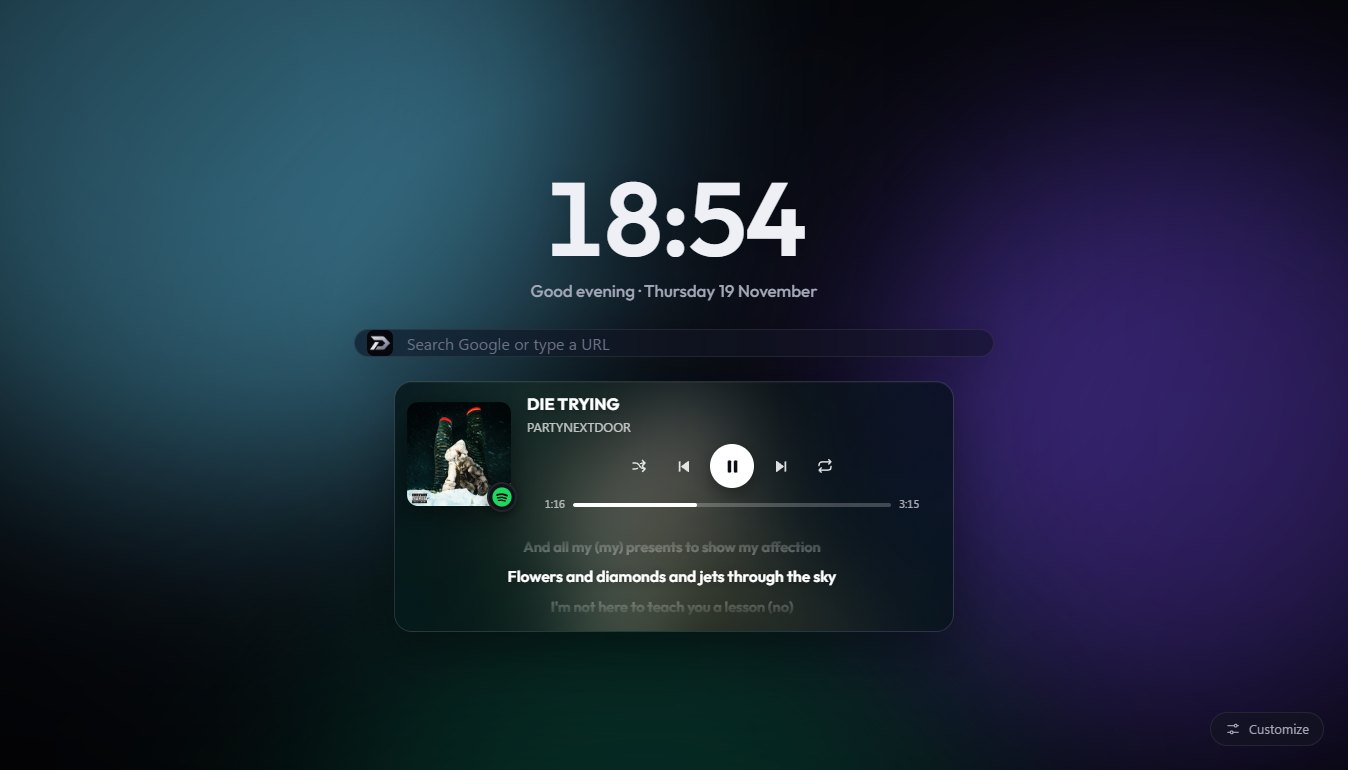 18:54
Good evening · Thursday 19 November
Search Google or type a URL
DIE TRYING
PARTYNEXTDOOR
1:16
3:15
And all my (my) presents to show my affection
Flowers and diamonds and jets through the sky
I'm not here to teach you a lesson (no)
Customize